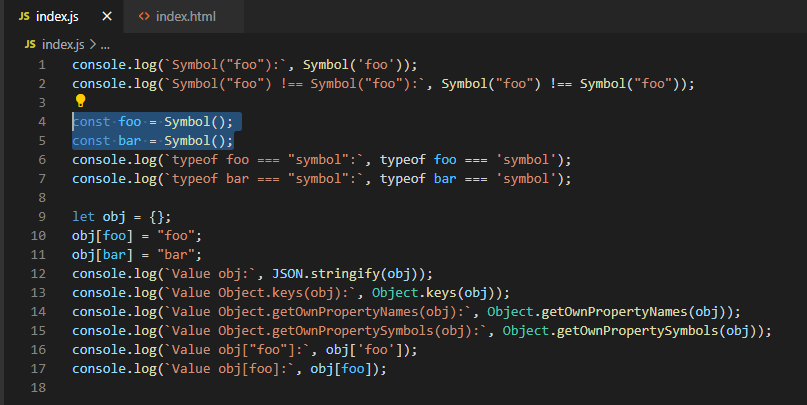 JS index.js × <> index.html
JS index.js > ...
1 console.log(`Symbol("foo"):`, Symbol('foo'));
2 console.log(`Symbol("foo") !== Symbol("foo"):`, Symbol("foo") !== Symbol("foo"));
3
4 const foo = Symbol();
5 const bar = Symbol();
6 console.log(`typeof foo === "symbol":`, typeof foo === 'symbol');
7 console.log(`typeof bar === "symbol":`, typeof bar === 'symbol');
8
9 let obj = {};
10 obj[foo] = "foo";
11 obj[bar] = "bar";
12 console.log(`Value obj:`, JSON.stringify(obj));
13 console.log(`Value Object.keys(obj):`, Object.keys(obj));
14 console.log(`Value Object.getOwnPropertyNames(obj):`, Object.getOwnPropertyNames(obj));
15 console.log(`Value Object.getOwnPropertySymbols(obj):`, Object.getOwnPropertySymbols(obj));
16 console.log(`Value obj["foo"]:`, obj['foo']);
17 console.log(`Value obj[foo]:`, obj[foo]);
18